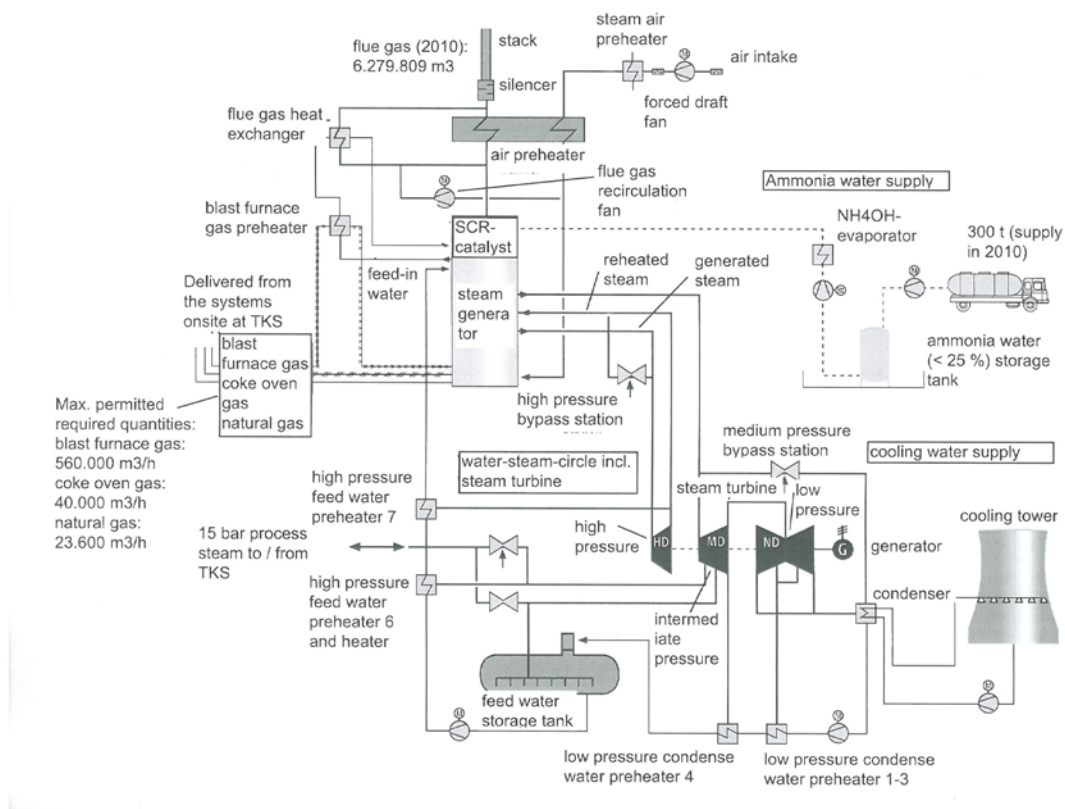 flue gas (2010):
6.279.809 m3
stack
silencer
steam air
preheater
air intake
forced draft
fan
flue gas heat
exchanger
air preheater
flue gas
recirculation
fan
Ammonia water supply
blast furnace
gas preheater
SCR-
catalyst
NH4OH-
evaporator
300 t (supply
in 2010)
feed-in
water
reheated
steam
generated
steam
Delivered from
the systems
onsite at TKS
steam
genera
tor
blast
furnace gas
coke oven
gas
natural gas
ammonia water
(< 25 %) storage
tank
Max. permitted
required quantities:
blast furnace gas:
560.000 m3/h
coke oven gas:
40.000 m3/h
natural gas:
23.600 m3/h
high pressure
bypass station
medium pressure
bypass station
cooling water supply
water-steam-circle incl.
steam turbine
high pressure
feed water
preheater 7
steam turbine
low
pressure
cooling tower
15 bar process
steam to / from
TKS
high
pressure
HD
MD
ND
G
generator
high pressure
feed water
preheater 6
and heater
condenser
intermed
iate
pressure
feed water
storage tank
low pressure condense
water preheater 4
low pressure condense
water preheater 1-3